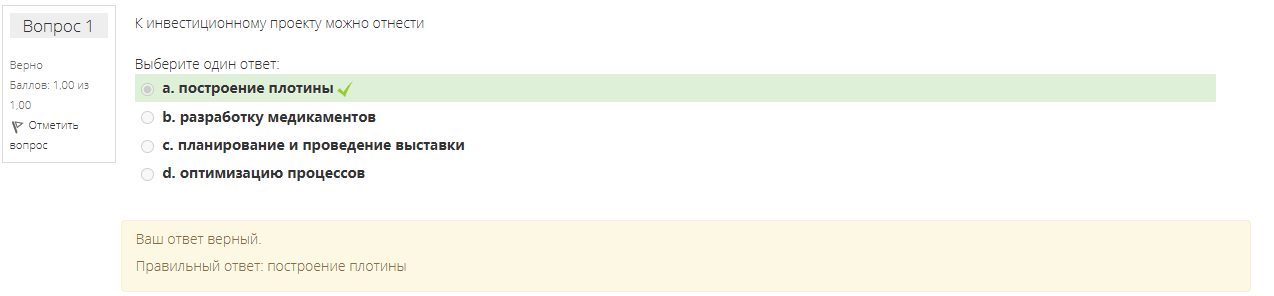 Вопрос 1
Верно
Баллов: 1,00 из
1,00
Отметить
вопрос
К инвестиционному проекту можно отнести
Выберите один ответ:
a. построение плотины
b. разработку медикаментов
c. планирование и проведение выставки
d. оптимизацию процессов
Ваш ответ верный.
Правильный ответ: построение плотины